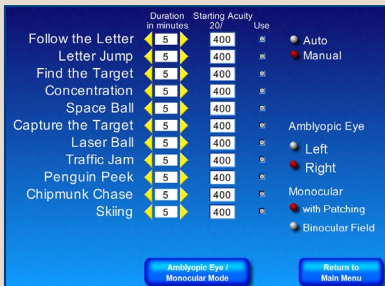 Duration in minutes Starting Acuity 20/ Use
Follow the Letter 5 400
Letter Jump 5 400
Find the Target 5 400
Concentration 5 400
Space Ball 5 400
Capture the Target 5 400
Laser Ball 5 400
Traffic Jam 5 400
Penguin Peek 5 400
Chipmunk Chase 5 400
Skiing 5 400
Auto
Manual
Amblyopic Eye
Left
Right
Monocular
with Patching
Binocular Field
Amblyopic Eye /
Monocular Mode
Return to
Main Menu